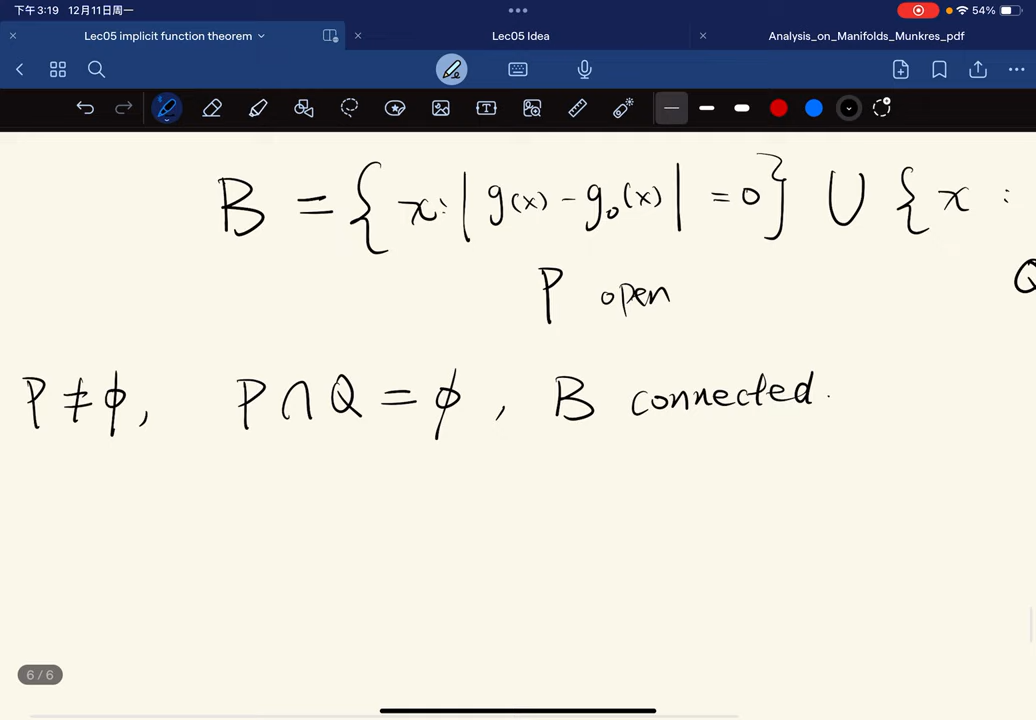 下午3:19 12月11日周一
54%
Lec05 implicit function theorem
Lec05 Idea
Analysis_on_Manifolds_Munkres_pdf
B = { x: | g(x) - g₀(x) | = 0 } ∪ { x :
P open
Q
P ≠ ϕ, P ∩ Q = ϕ, B connected.
6 / 6